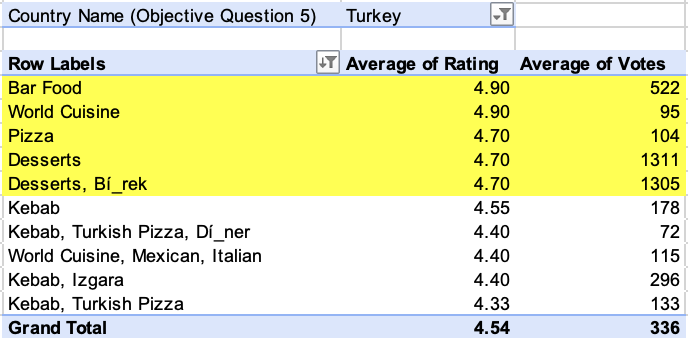 Country Name (Objective Question 5) Turkey
Row Labels Average of Rating Average of Votes
Bar Food 4.90 522
World Cuisine 4.90 95
Pizza 4.70 104
Desserts 4.70 1311
Desserts, Bí_rek 4.70 1305
Kebab 4.55 178
Kebab, Turkish Pizza, Dí_ner 4.40 72
World Cuisine, Mexican, Italian 4.40 115
Kebab, Izgara 4.40 296
Kebab, Turkish Pizza 4.33 133
Grand Total 4.54 336